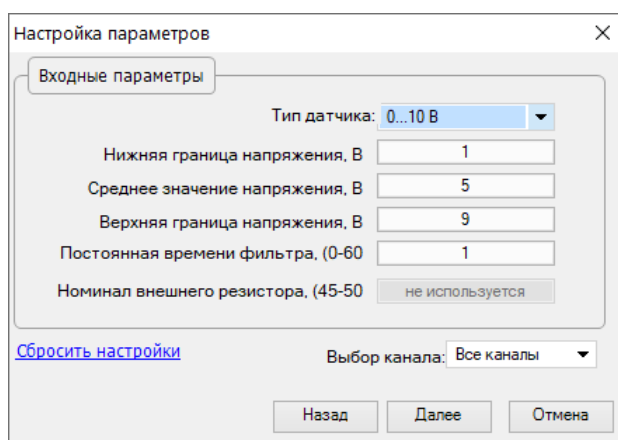 Настройка параметров
Входные параметры
Тип датчика: 0...10 В
Нижняя граница напряжения, В 1
Среднее значение напряжения, В 5
Верхняя граница напряжения, В 9
Постоянная времени фильтра, (0-60 1
Номинал внешнего резистора, (45-50 не используется
Сбросить настройки Выбор канала: Все каналы
Назад Далее Отмена